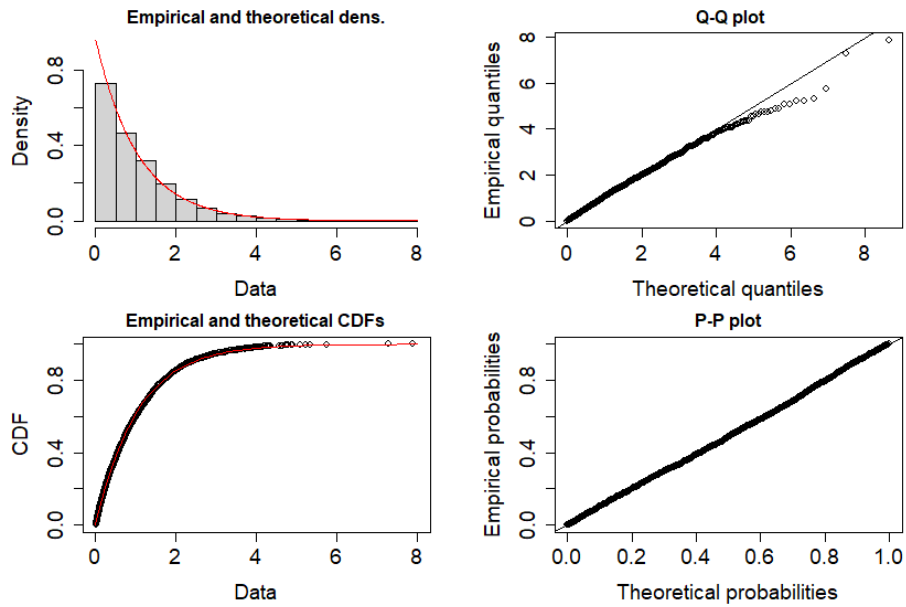 Empirical and theoretical dens.
Density
0.0 0.4 0.8
0 2 4 6 8
Data
Q-Q plot
Empirical quantiles
0 2 4 6 8
0 2 4 6 8
Theoretical quantiles
Empirical and theoretical CDFs
CDF
0.0 0.4 0.8
0 2 4 6 8
Data
P-P plot
Empirical probabilities
0.0 0.4 0.8
0.0 0.2 0.4 0.6 0.8 1.0
Theoretical probabilities